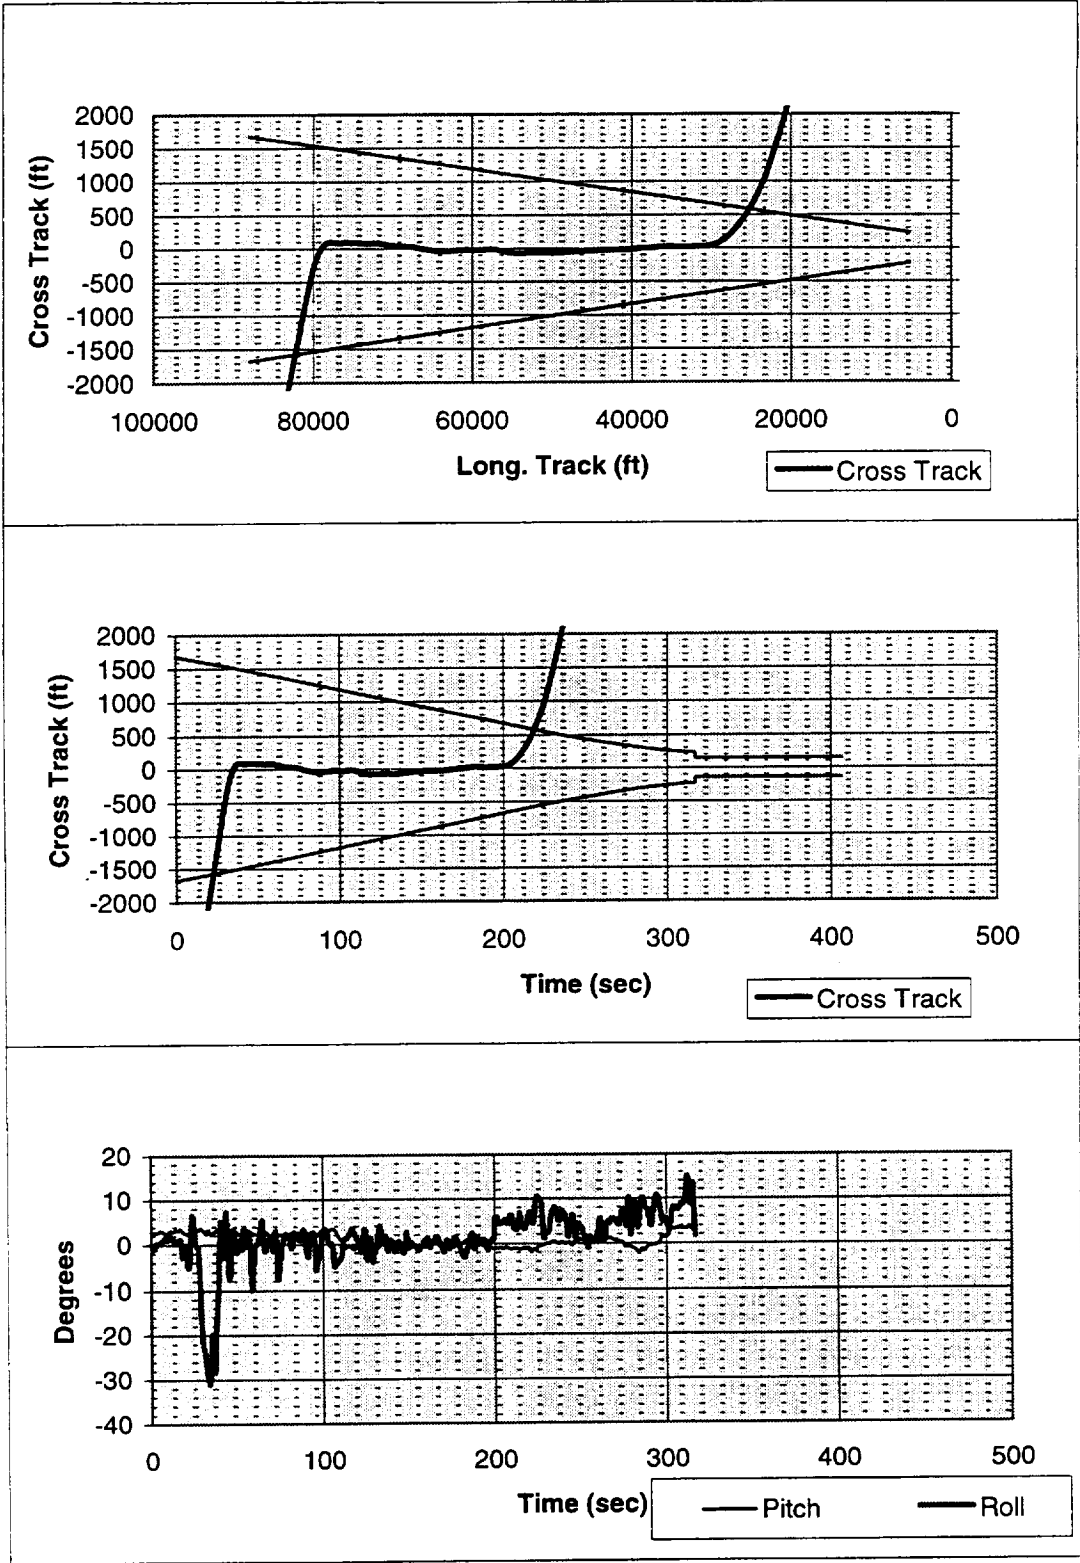 2000
1500
1000
500
0
-500
-1000
-1500
-2000
Cross Track (ft)
100000 80000 60000 40000 20000 0
Long. Track (ft)
Cross Track
2000
1500
1000
500
0
-500
-1000
-1500
-2000
Cross Track (ft)
0 100 200 300 400 500
Time (sec)
Cross Track
20
10
0
-10
-20
-30
-40
Degrees
0 100 200 300 400 500
Time (sec)
Pitch Roll